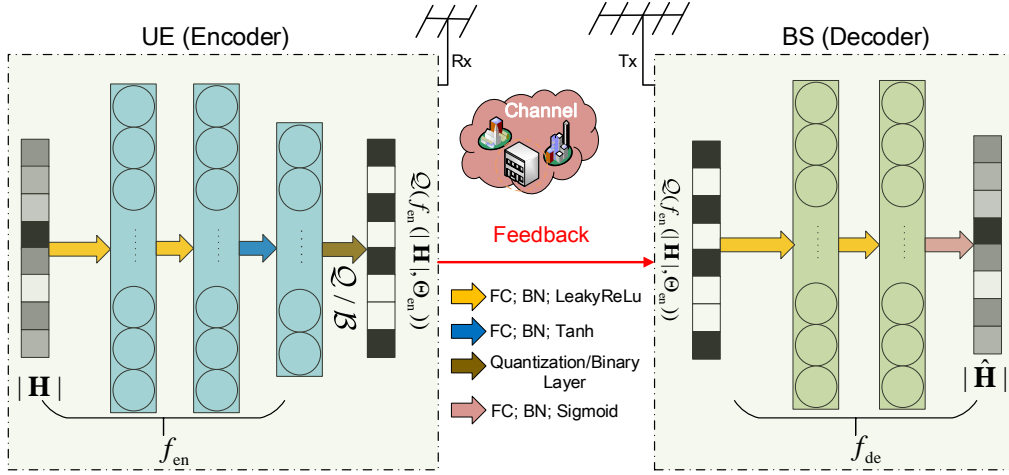 UE (Encoder)
BS (Decoder)
Rx
Tx
Channel
Q(f_en(|H|,Θ_en))
Q(f_en(|H|,Θ_en))
Feedback
Q/B
FC; BN; LeakyReLu
FC; BN; Tanh
Quantization/Binary
Layer
FC; BN; Sigmoid
|H|
|Ĥ|
f_en
f_de